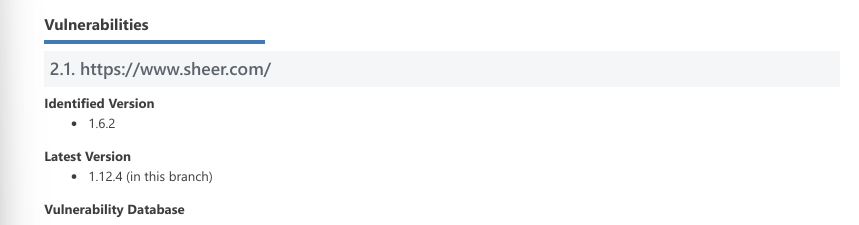 Vulnerabilities
2.1. https://www.sheer.com/
Identified Version
• 1.6.2
Latest Version
• 1.12.4 (in this branch)
Vulnerability Database